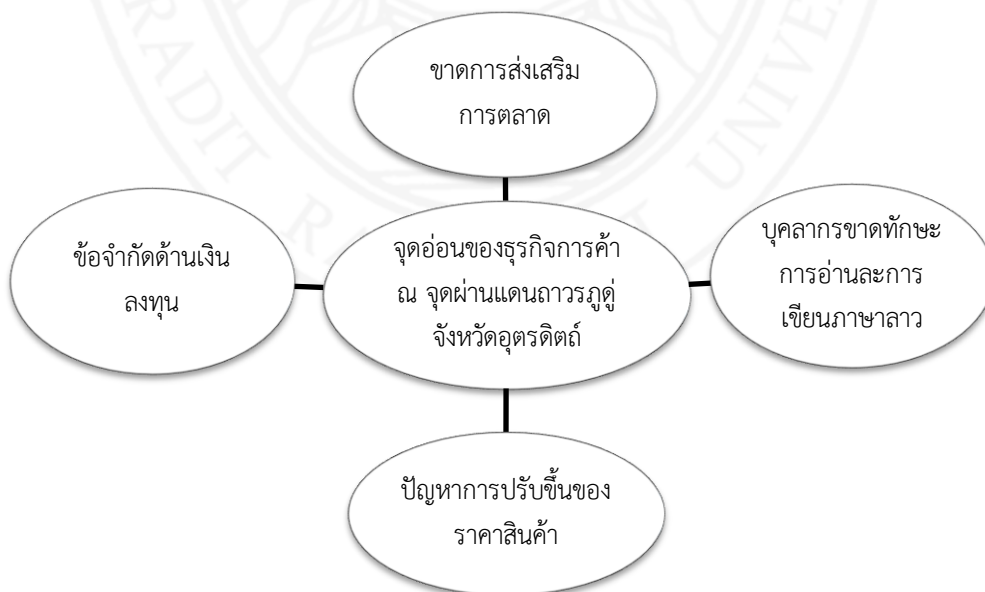 ขาดการส่งเสริม
การตลาด
ข้อจำกัดด้านเงิน
ลงทุน
จุดอ่อนของธุรกิจการค้า
ณ จุดผ่านแดนถาวรภูดู่
จังหวัดอุตรดิตถ์
บุคลากรขาดทักษะ
การอ่านละการ
เขียนภาษาลาว
ปัญหาการปรับขึ้นของ
ราคาสินค้า